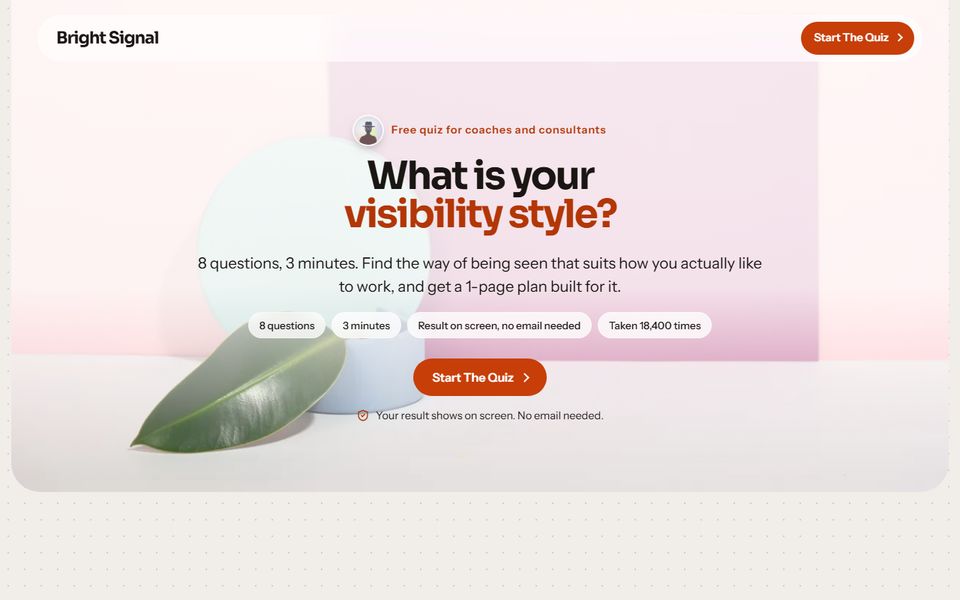 Bright Signal
Start The Quiz
Free quiz for coaches and consultants
What is your
visibility style?
8 questions, 3 minutes. Find the way of being seen that suits how you actually like
to work, and get a 1-page plan built for it.
8 questions
3 minutes
Result on screen, no email needed
Taken 18,400 times
Start The Quiz
Your result shows on screen. No email needed.